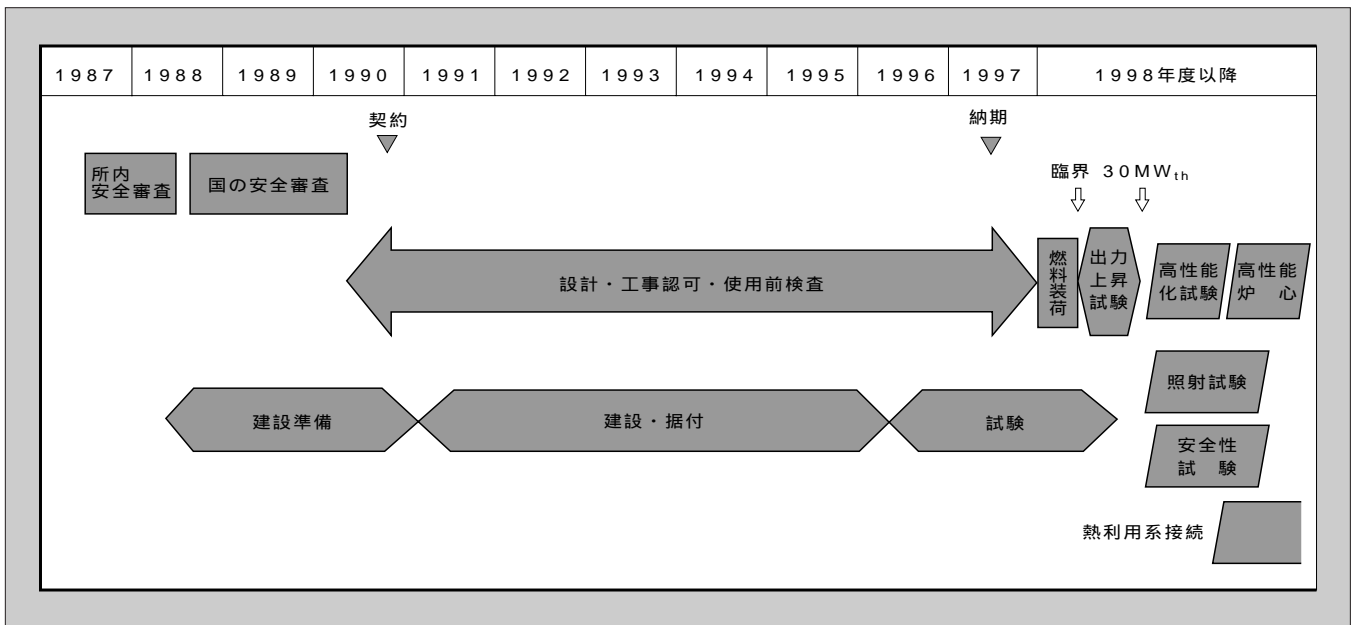 1987 1988 1989 1990 1991 1992 1993 1994 1995 1996 1997 1998年度以降
契約
納期
所内
安全審査
国の安全審査
臨界 30MWth
設計・工事認可・使用前検査
燃料装荷
出力
上昇
試験
高性能
化試験
高性能
炉 心
建設準備
建設・据付
試験
照射試験
安全性
試 験
熱利用系接続